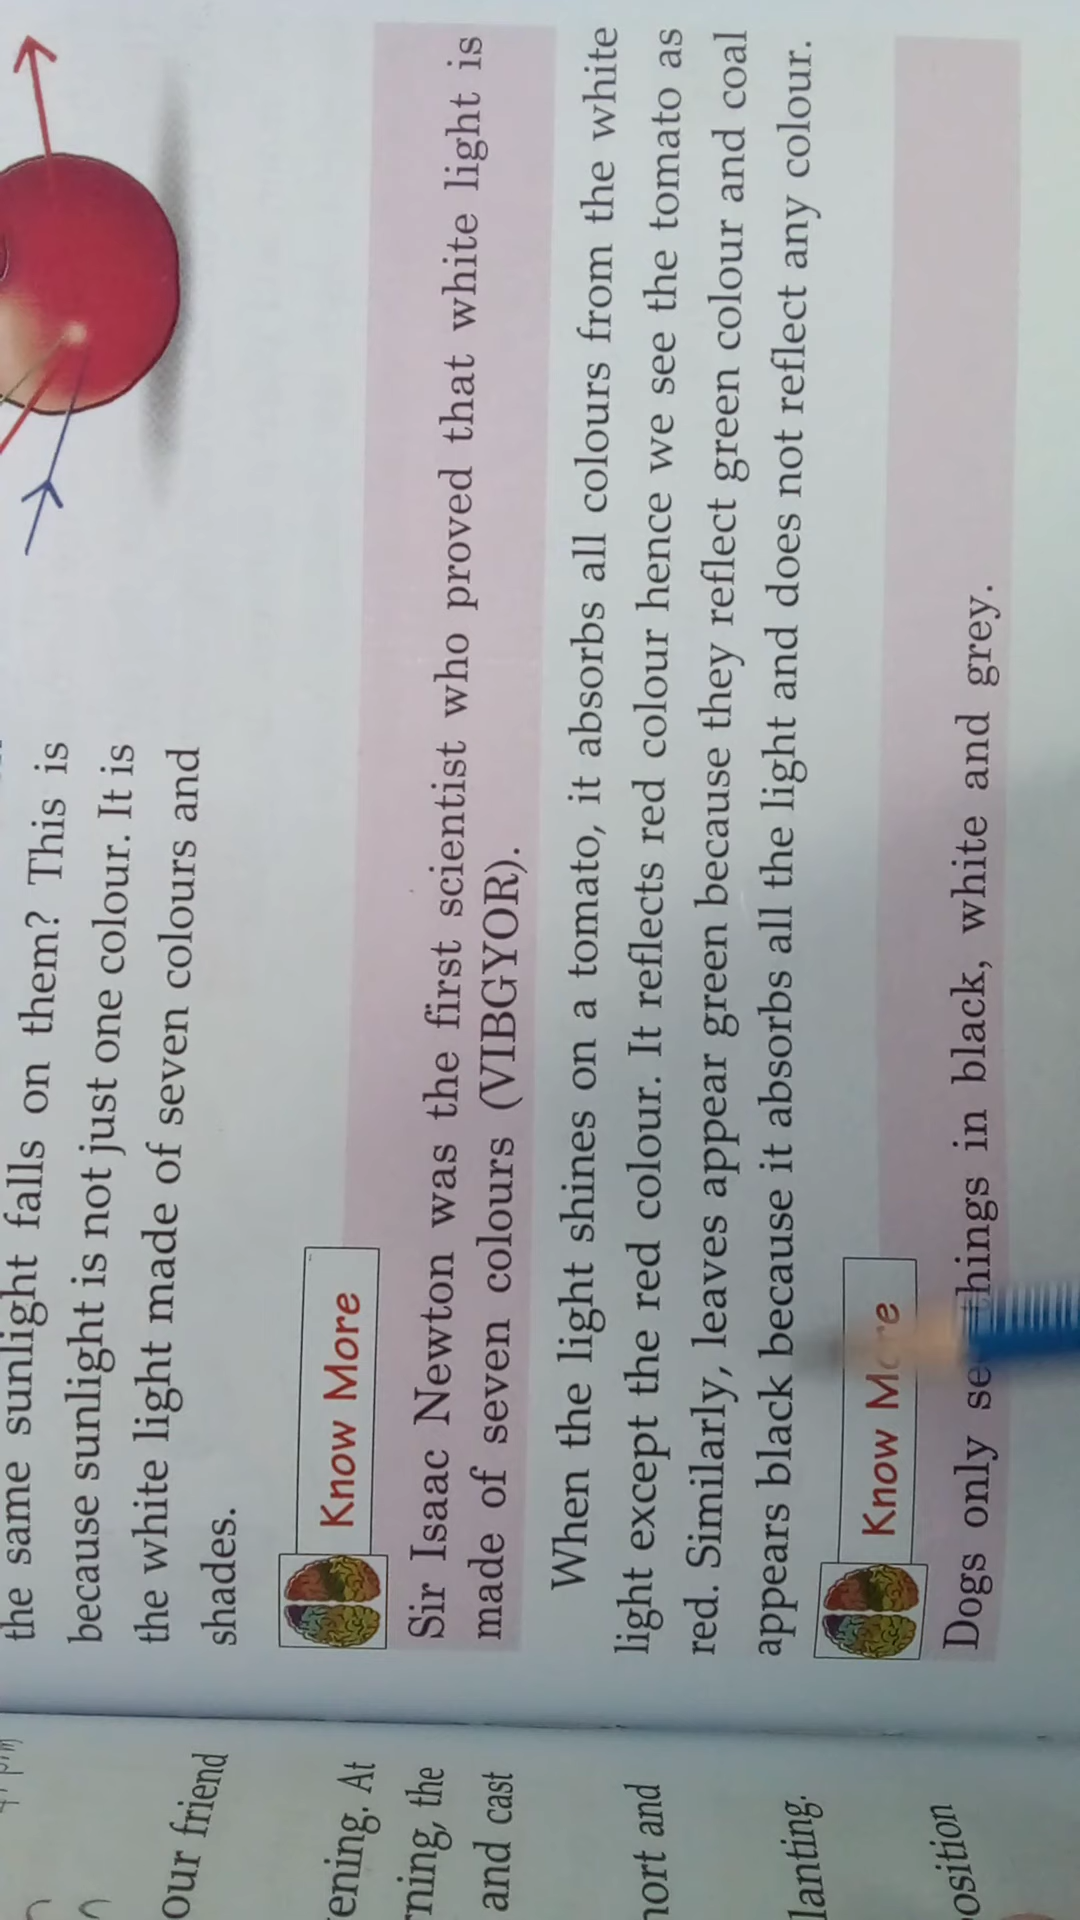 the same sunlight falls on them? This is
because sunlight is not just one colour. It is
the white light made of seven colours and
shades.
Know More
Sir Isaac Newton was the first scientist who proved that white light is
made of seven colours (VIBGYOR).
When the light shines on a tomato, it absorbs all colours from the white
light except the red colour. It reflects red colour hence we see the tomato as
red. Similarly, leaves appear green because they reflect green colour and coal
appears black because it absorbs all the light and does not reflect any colour.
Know More
Dogs only see things in black, white and grey.
our friend
ening. At
rning, the
and cast
hort and
lanting.
osition